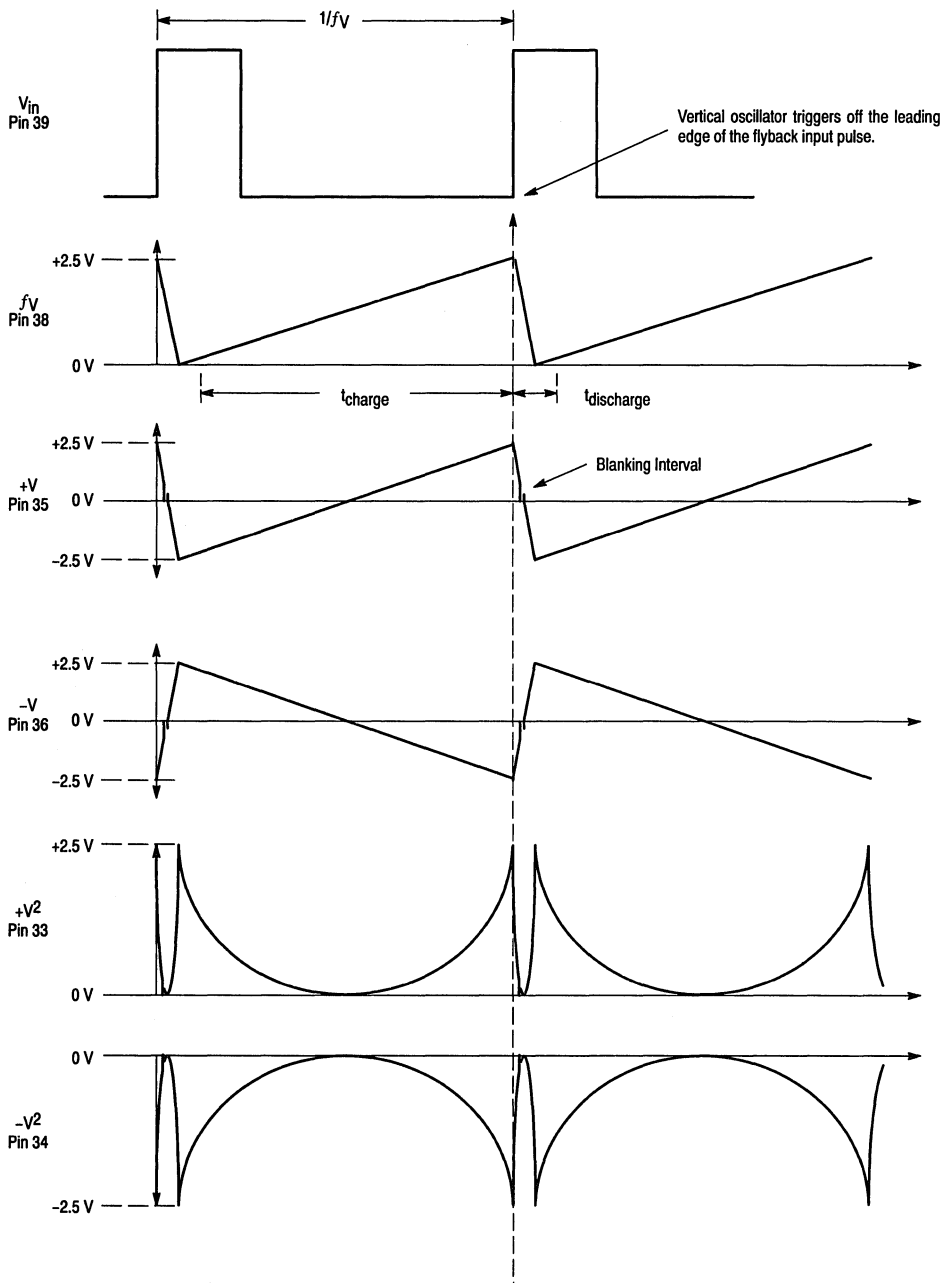 1/fV
Vin
Pin 39
Vertical oscillator triggers off the leading
edge of the flyback input pulse.
+2.5 V
fV
Pin 38
0 V
tcharge
tdischarge
+2.5 V
Blanking Interval
+V
Pin 35
0 V
−2.5 V
+2.5 V
−V
Pin 36
0 V
−2.5 V
+2.5 V
+V²
Pin 33
0 V
0 V
−V²
Pin 34
−2.5 V